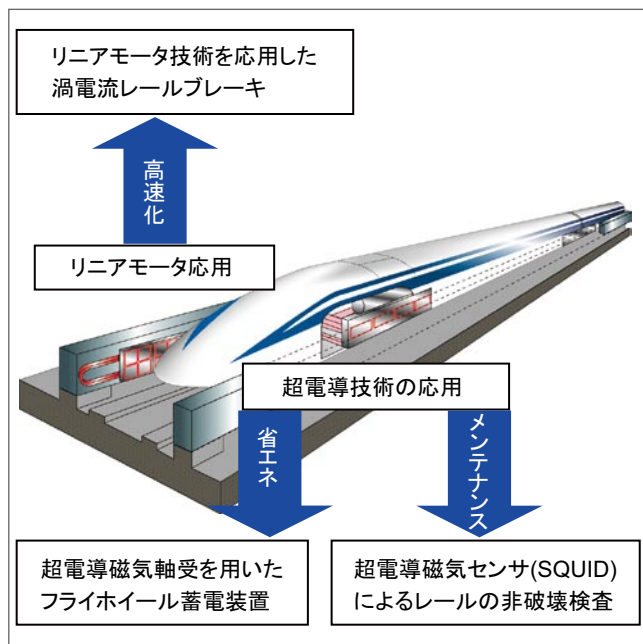 リニアモータ技術を応用した
渦電流レールブレーキ
高速化
リニアモータ応用
超電導技術の応用
省エネ
メンテナンス
超電導磁気軸受を用いた
フライホイール蓄電装置
超電導磁気センサ(SQUID)
によるレールの非破壊検査